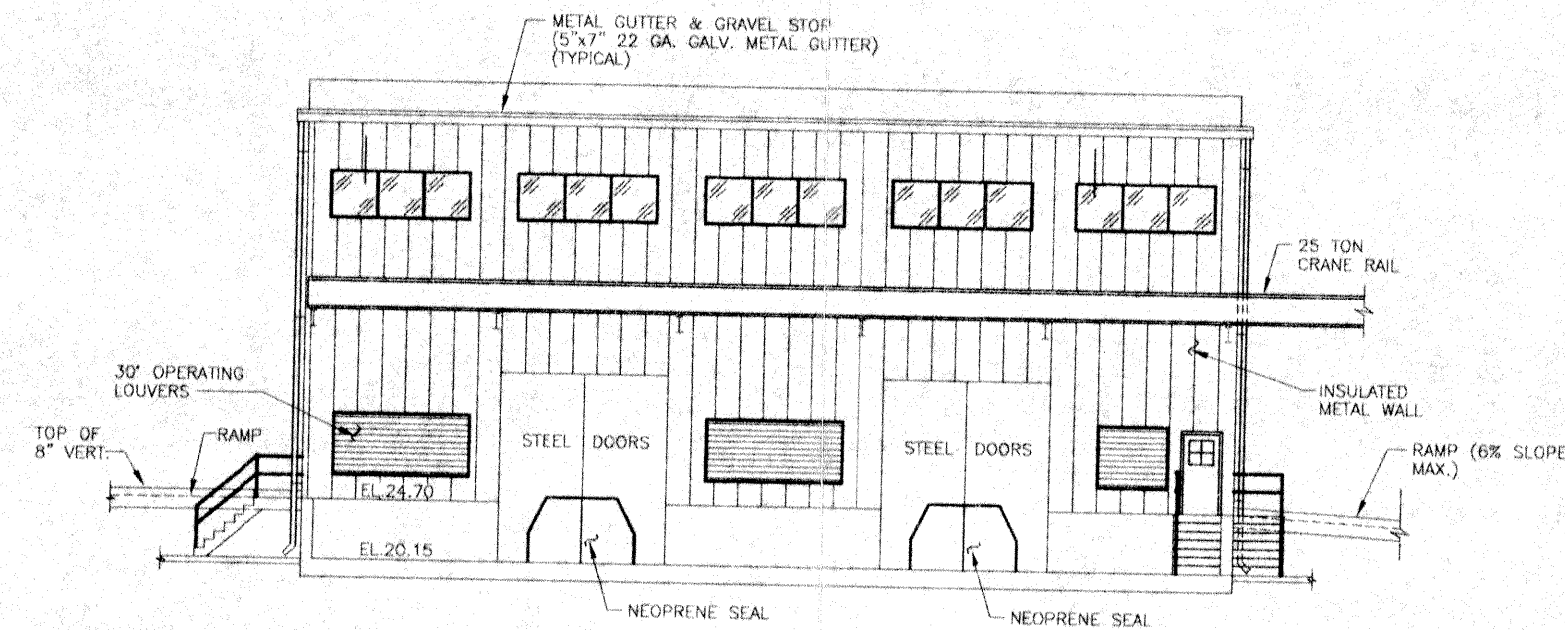 METAL GUTTER & GRAVEL STOP
(5"x7" 22 GA. GALV. METAL GUTTER)
(TYPICAL)
25 TON
CRANE RAIL
30' OPERATING
LOUVERS
INSULATED
METAL WALL
TOP OF
8" VERT.
RAMP
STEEL DOORS
STEEL DOORS
RAMP (6% SLOPE
MAX.)
EL.24.70
EL.20.15
NEOPRENE SEAL
NEOPRENE SEAL